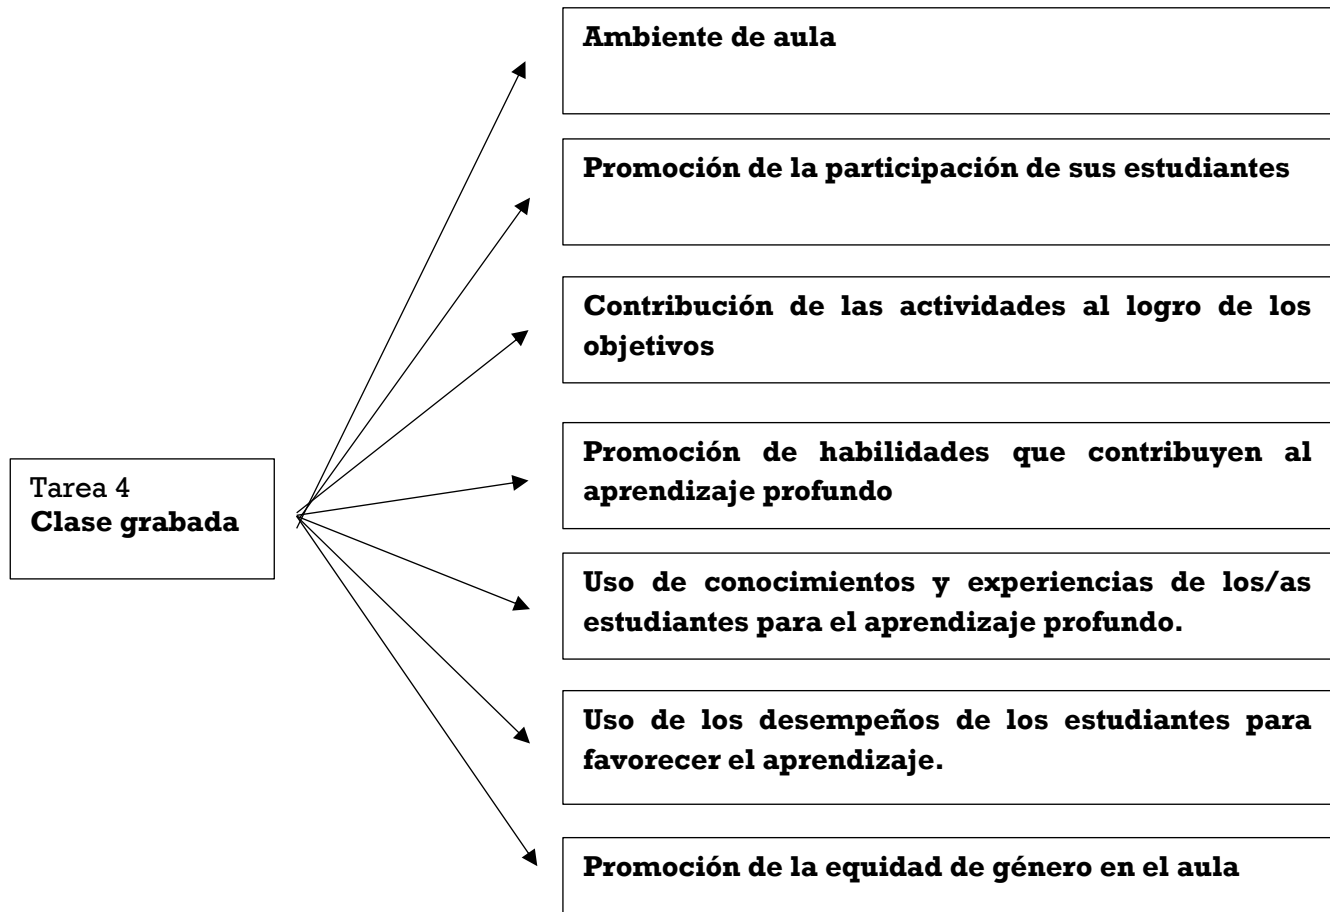 Ambiente de aula
Promoción de la participación de sus estudiantes
Contribución de las actividades al logro de los
objetivos
Promoción de habilidades que contribuyen al
aprendizaje profundo
Tarea 4
Clase grabada
Uso de conocimientos y experiencias de los/as
estudiantes para el aprendizaje profundo.
Uso de los desempeños de los estudiantes para
favorecer el aprendizaje.
Promoción de la equidad de género en el aula